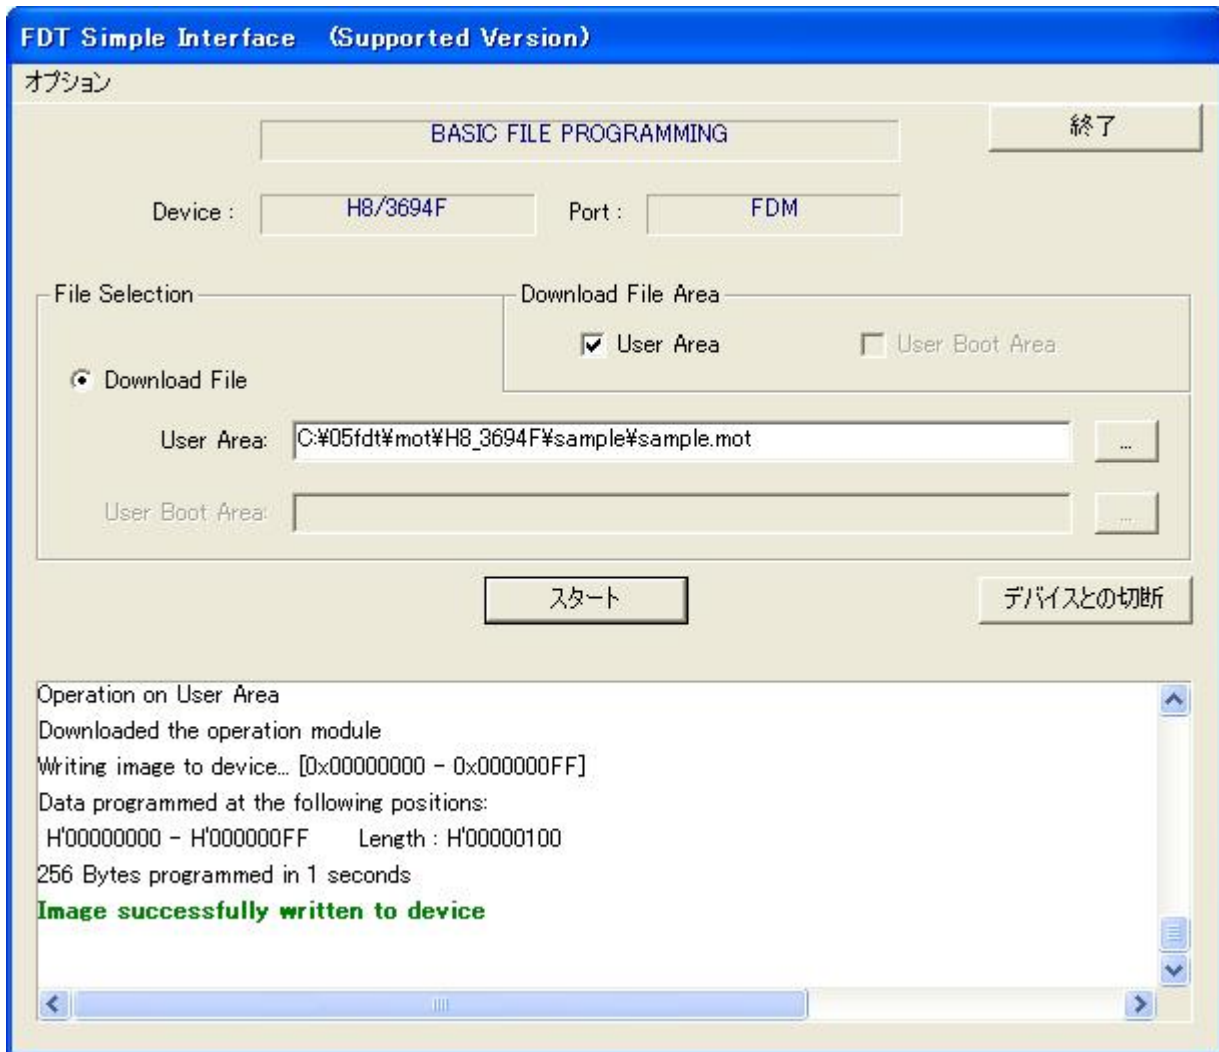 FDT Simple Interface (Supported Version)
オプション
BASIC FILE PROGRAMMING
終了
Device : H8/3694F Port : FDM
File Selection
Download File Area
User Area User Boot Area
Download File
User Area: C:¥05fdt¥mot¥H8_3694F¥sample¥sample.mot ...
User Boot Area: ...
スタート
デバイスとの切断
Operation on User Area
Downloaded the operation module
Writing image to device... [0x00000000 - 0x000000FF]
Data programmed at the following positions:
H'00000000 - H'000000FF Length : H'00000100
256 Bytes programmed in 1 seconds
Image successfully written to device